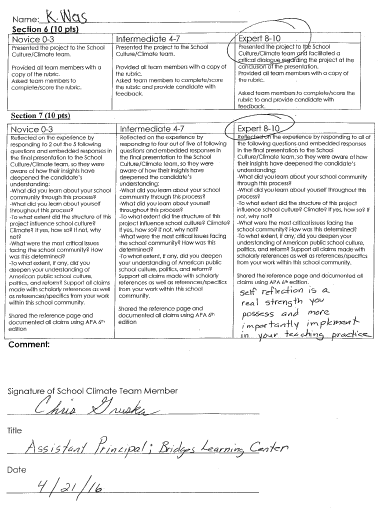 Name: K. Was
Section 6 (10 pts)
Novice 0-3 Intermediate 4-7 Expert 8-10
Presented the project to the School
Culture/Climate team.
Provided all team members with a
copy of the rubric.
Asked team members to
complete/score the rubric.
Presented the project to the School
Culture/Climate team.
Provided all team members with a copy of
the rubric.
Asked team members to complete/score
the rubric and provide candidate with
feedback.
Presented the project to the School
Culture/Climate team and facilitated a
critical dialogue regarding the project at the
conclusion of the presentation.
Provided all team members with a copy of
the rubric.
Asked team members to complete/score
the rubric and to provide candidate with
feedback.
Section 7 (10 pts)
Novice 0-3 Intermediate 4-7 Expert 8-10
Reflected on the experience by
responding to 2 out the 5 following
questions and embedded responses in
the final presentation to the School
Culture/Climate team, so they were
aware of how their insights have
deepened the candidate's
understanding:
-What did you learn about your school
community through this process?
-What did you learn about yourself
throughout this process?
-To what extent did the structure of this
project influence school culture?
Climate? If yes, how so? If not, why
not?
-What were the most critical issues
facing the school community? How was
this determined?
-To what extent, if any, did you
deepen your understanding of
American public school culture,
politics, and reform? Support all claims
made with scholarly references as well
as references/specifics from your work
within this school community.
Shared the reference page and
documented all claims using APA 6th
edition
Reflected on the experience by
responding to four out of five of following
questions and embedded responses in
the final presentation to the School
Culture/Climate team, so they were
aware of how their insights have
deepened the candidate's
understanding:
-What did you learn about your school
community through this process?
-What did you learn about yourself
throughout this process?
-To what extent did the structure of this
project influence school culture? Climate?
If yes, how so? If not, why not?
-What were the most critical issues facing
the school community? How was this
determined?
-To what extent, if any, did you deepen
your understanding of American public
school culture, politics, and reform?
Support all claims made with scholarly
references as well as references/specifics
from your work within this school
community.
Shared the reference page and
documented all claims using APA 6th
edition
Reflected on the experience by responding to all of
the following questions and embedded responses
in the final presentation to the School
Culture/Climate team, so they were aware of how
their insights have deepened the candidate's
understanding:
-What did you learn about your school community
through this process?
-What did you learn about yourself throughout this
process?
-To what extent did the structure of this project
influence school culture? Climate? If yes, how so? If
not, why not?
-What were the most critical issues facing the
school community? How was this determined?
-To what extent, if any, did you deepen your
understanding of American public school culture,
politics, and reform? Support all claims made with
scholarly references as well as references/specifics
from your work within this school community.
Shared the reference page and documented all
claims using APA 6th edition.
self reflection is a
real strength you
possess and more
importantly implement
in your teaching practice
Comment:
Signature of School Climate Team Member
Chris Gruska
Title
Assistant Principal; Bridges Learning Center
Date
4/21/16